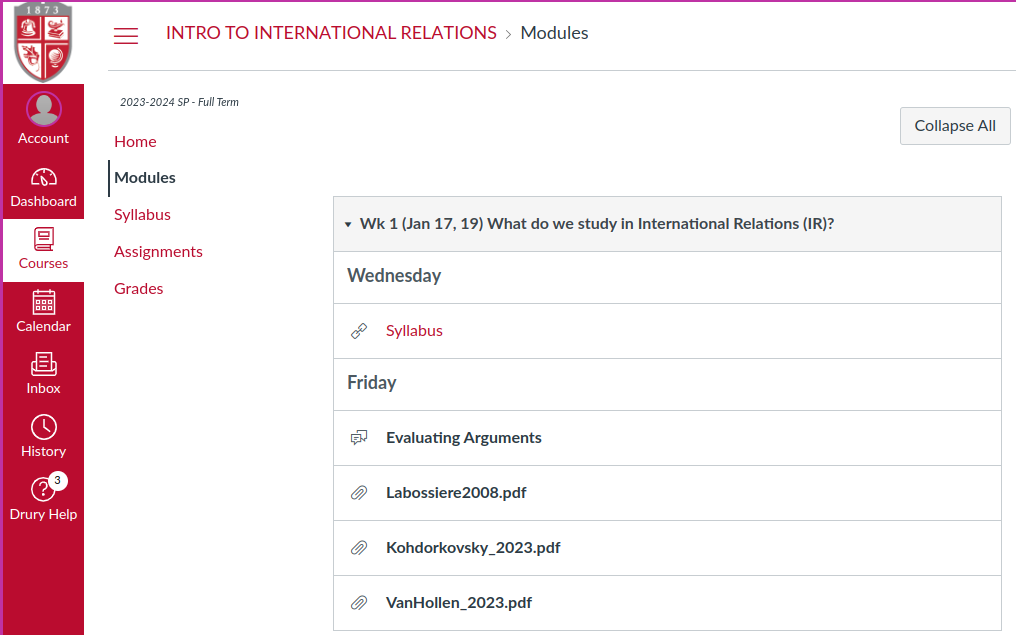 1873
INTRO TO INTERNATIONAL RELATIONS > Modules
2023-2024 SP - Full Term
Collapse All
Account
Dashboard
Courses
Calendar
Inbox
History
3
Drury Help
Home
Modules
Syllabus
Assignments
Grades
Wk 1 (Jan 17, 19) What do we study in International Relations (IR)?
Wednesday
Syllabus
Friday
Evaluating Arguments
Labossiere2008.pdf
Kohdorkovsky_2023.pdf
VanHollen_2023.pdf